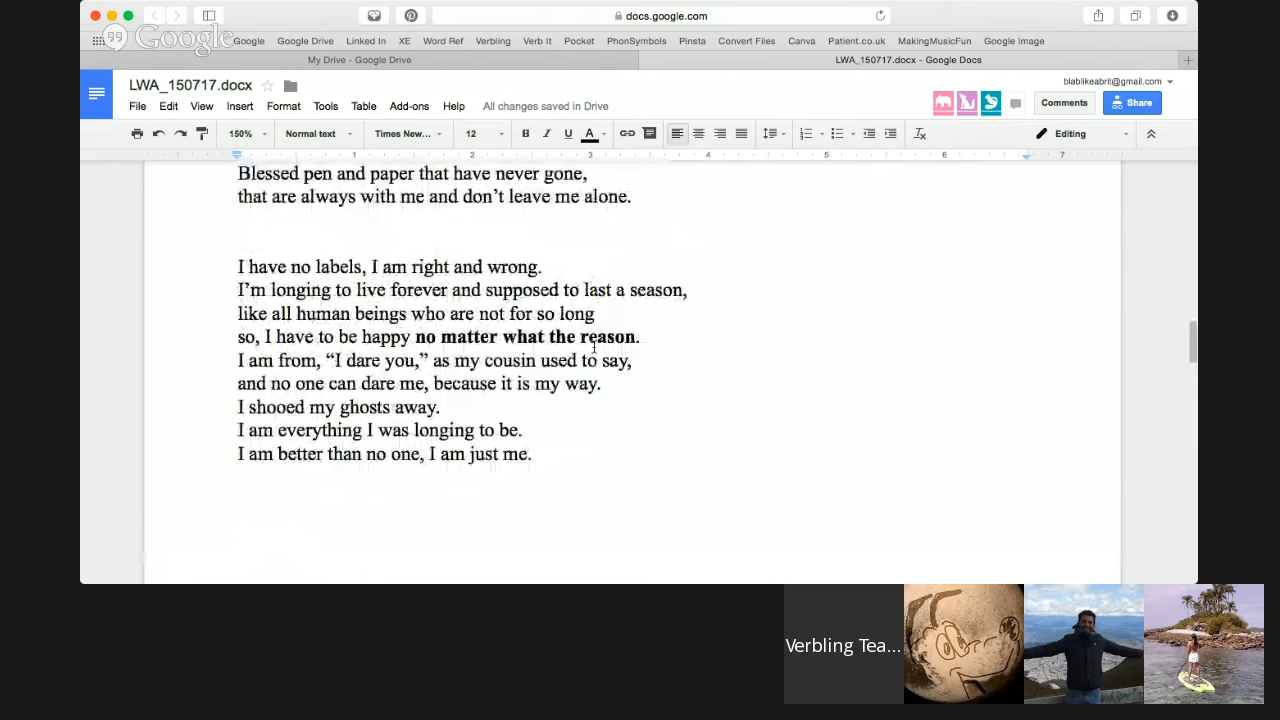 docs.google.com
Google
Google Google Drive Linked In XE Word Ref Verbling Verb It Pocket PhonSymbols Pinsta Convert Files Canva Patient.co.uk MakingMusicFun Google Image
My Drive - Google Drive LWA_150717.docx - Google Docs
LWA_150717.docx blablikeabrit@gmail.com
File Edit View Insert Format Tools Table Add-ons Help All changes saved in Drive Comments Share
150% Normal text Times New... 12 B I U A Editing
1 2 3 4 5 6 7
Blessed pen and paper that have never gone,
that are always with me and don’t leave me alone.
I have no labels, I am right and wrong.
I’m longing to live forever and supposed to last a season,
like all human beings who are not for so long
so, I have to be happy no matter what the reason.
I am from, “I dare you,” as my cousin used to say,
and no one can dare me, because it is my way.
I shooed my ghosts away.
I am everything I was longing to be.
I am better than no one, I am just me.
Verbling Tea...